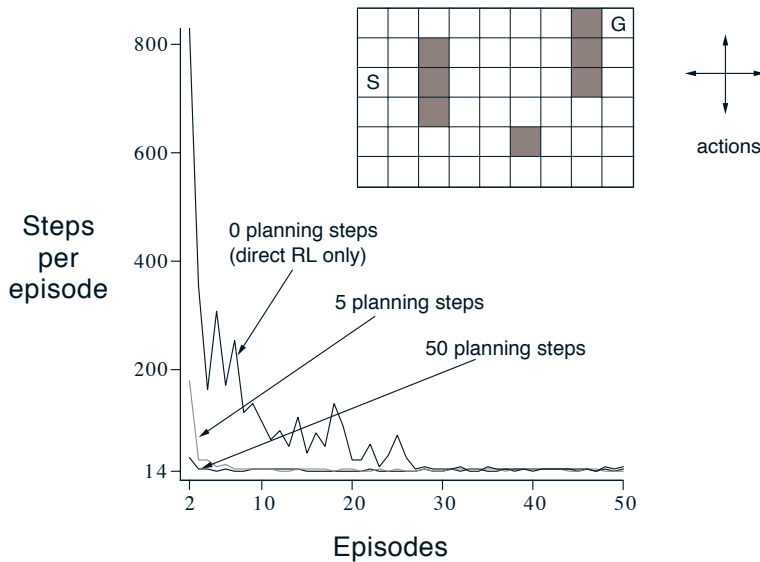 G
S
actions
800
600
400
200
14
Steps
per
episode
0 planning steps
(direct RL only)
5 planning steps
50 planning steps
2
10
20
30
40
50
Episodes